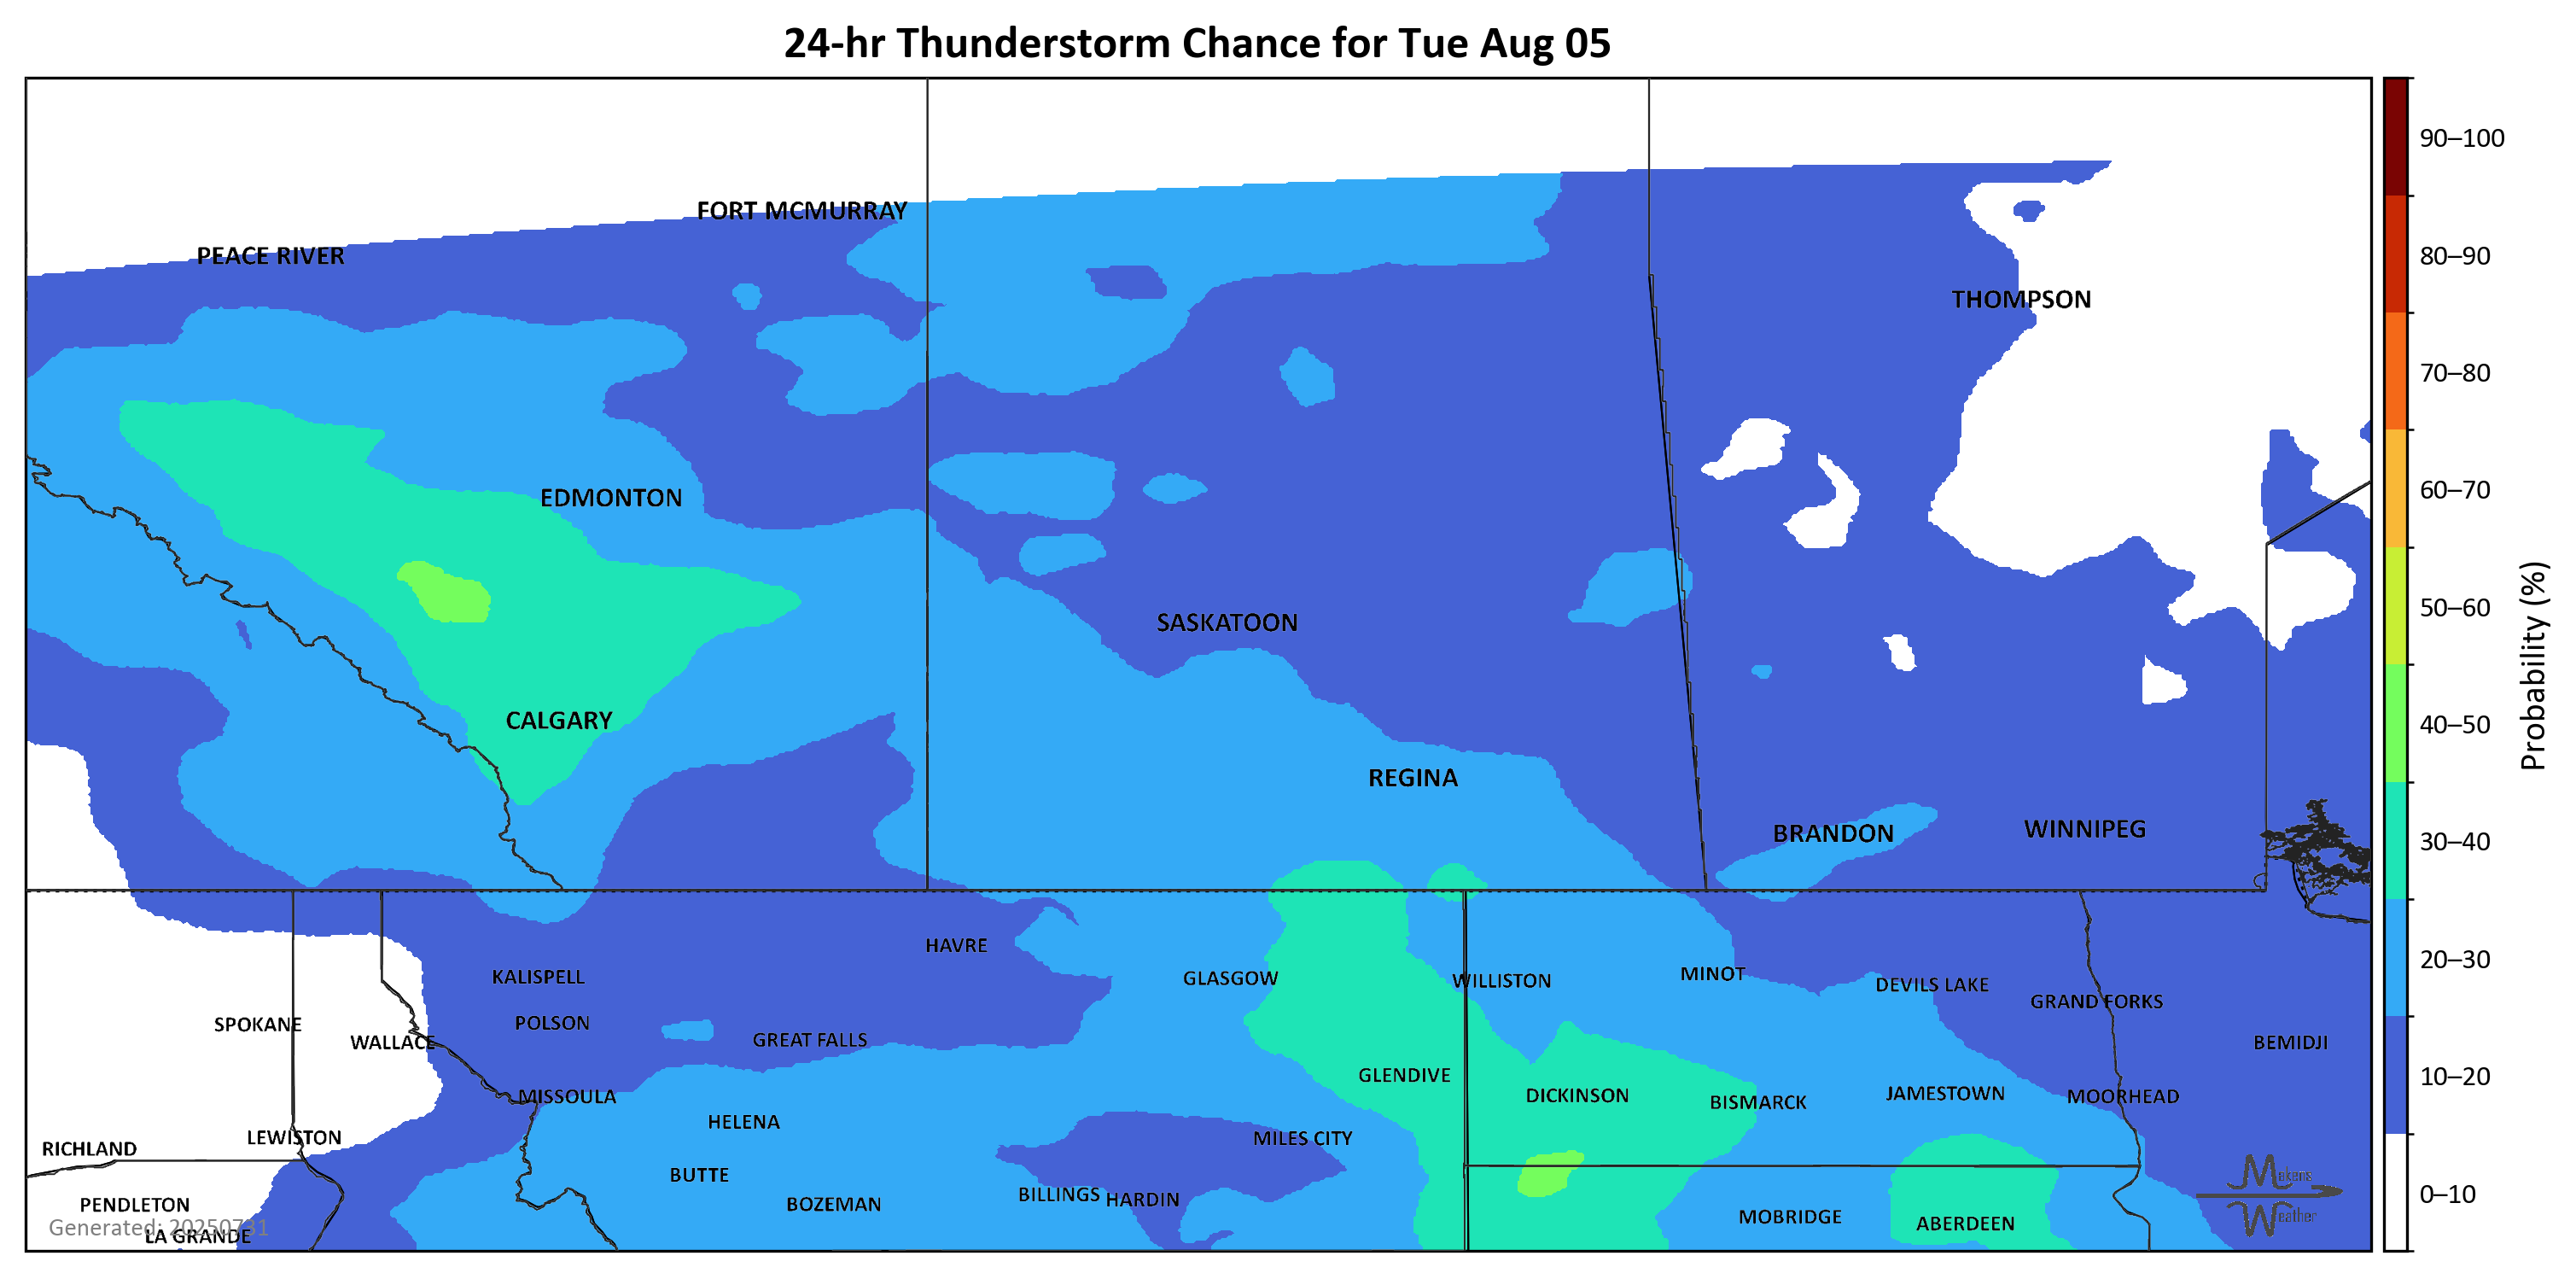 24-hr Thunderstorm Chance for Tue Aug 05
90–100
FORT MCMURRAY
PEACE RIVER
80–90
THOMPSON
70–80
60–70
EDMONTON
50–60
SASKATOON
Probability (%)
CALGARY
40–50
REGINA
BRANDON
WINNIPEG
30–40
HAVRE
20–30
KALISPELL
GLASGOW
WILLISTON
MINOT
DEVILS LAKE
GRAND FORKS
SPOKANE
POLSON
WALLACE
GREAT FALLS
BEMIDJI
GLENDIVE
10–20
MISSOULA
DICKINSON
BISMARCK
JAMESTOWN
MOORHEAD
HELENA
RICHLAND
LEWISTON
MILES CITY
BUTTE
Makens
Weather
0–10
PENDLETON
BOZEMAN
BILLINGS
HARDIN
MOBRIDGE
ABERDEEN
Generated: 20250731
LA GRANDE